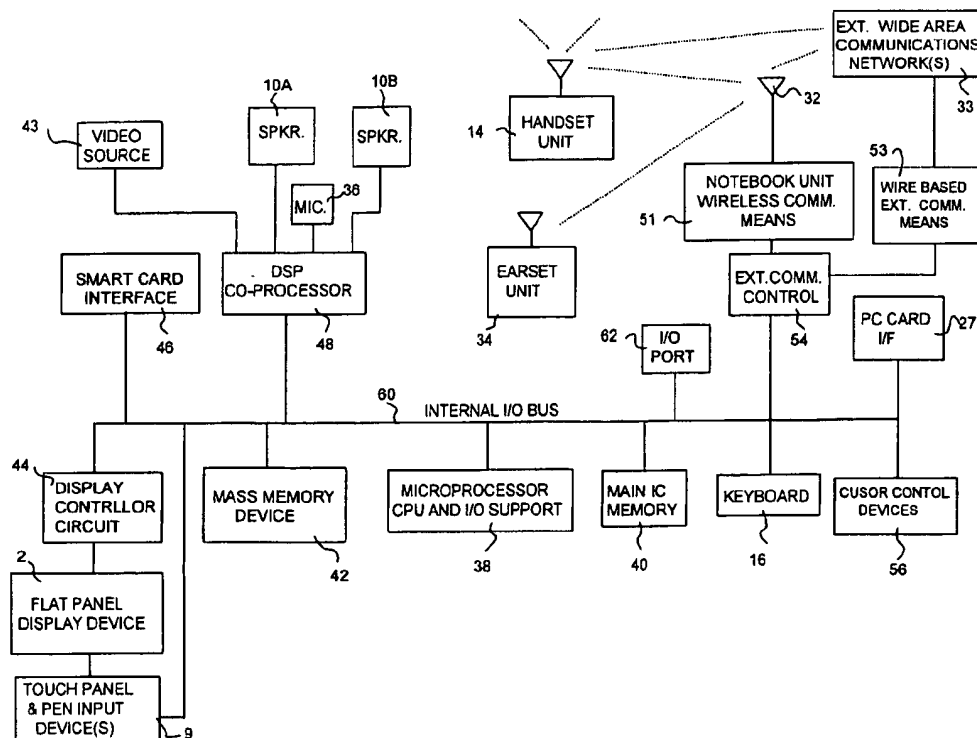 EXT. WIDE AREA
COMMUNICATIONS
NETWORK(S)
33
10A
SPKR.
10B
SPKR.
43
VIDEO
SOURCE
36
MIC.
14
HANDSET
UNIT
32
53
NOTEBOOK UNIT
WIRELESS COMM.
MEANS
51
WIRE BASED
EXT. COMM.
MEANS
SMART CARD
INTERFACE
46
DSP
CO-PROCESSOR
48
EARSET
UNIT
34
EXT.COMM.
CONTROL
54
PC CARD
I/F
27
62
I/O
PORT
60
INTERNAL I/O BUS
44
DISPLAY
CONTRLLOR
CIRCUIT
MASS MEMORY
DEVICE
42
MICROPROCESSOR
CPU AND I/O SUPPORT
38
MAIN IC
MEMORY
40
KEYBOARD
16
CUSOR CONTOL
DEVICES
56
2
FLAT PANEL
DISPLAY DEVICE
TOUCH PANEL
& PEN INPUT
DEVICE(S)
9